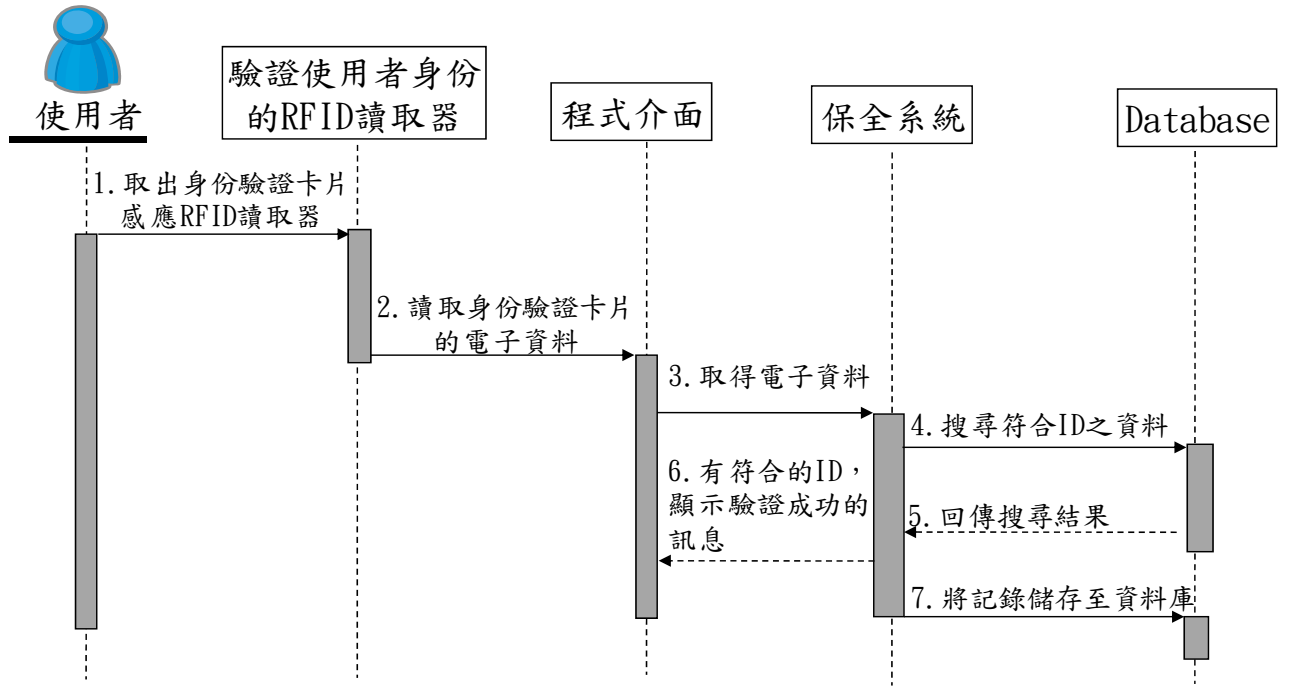 使用者
驗證使用者身份
的RFID讀取器
程式介面
保全系統
Database
1.取出身份驗證卡片
感應RFID讀取器
2.讀取身份驗證卡片
的電子資料
3.取得電子資料
4.搜尋符合ID之資料
5.回傳搜尋結果
6.有符合的ID，
顯示驗證成功的
訊息
7.將記錄儲存至資料庫